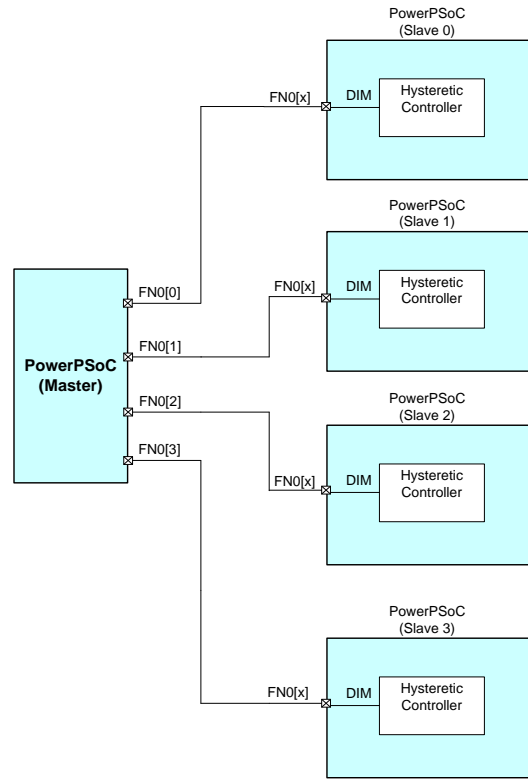 PowerPSoC
(Slave 0)
FN0[x]
DIM
Hysteretic
Controller
PowerPSoC
(Slave 1)
FN0[x]
DIM
Hysteretic
Controller
FN0[0]
FN0[1]
PowerPSoC
(Master)
FN0[2]
FN0[3]
PowerPSoC
(Slave 2)
FN0[x]
DIM
Hysteretic
Controller
PowerPSoC
(Slave 3)
FN0[x]
DIM
Hysteretic
Controller